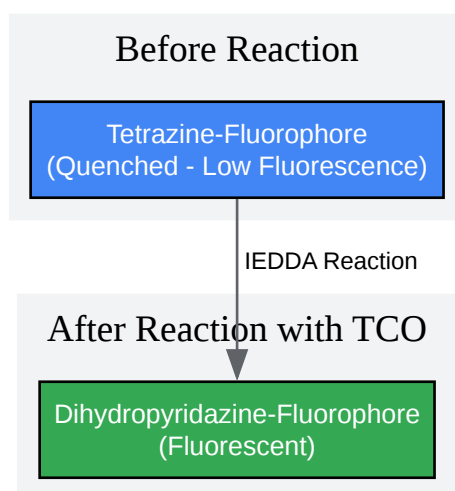 Before Reaction
Tetrazine-Fluorophore
(Quenched - Low Fluorescence)
IEDDA Reaction
After Reaction with TCO
Dihydropyridazine-Fluorophore
(Fluorescent)